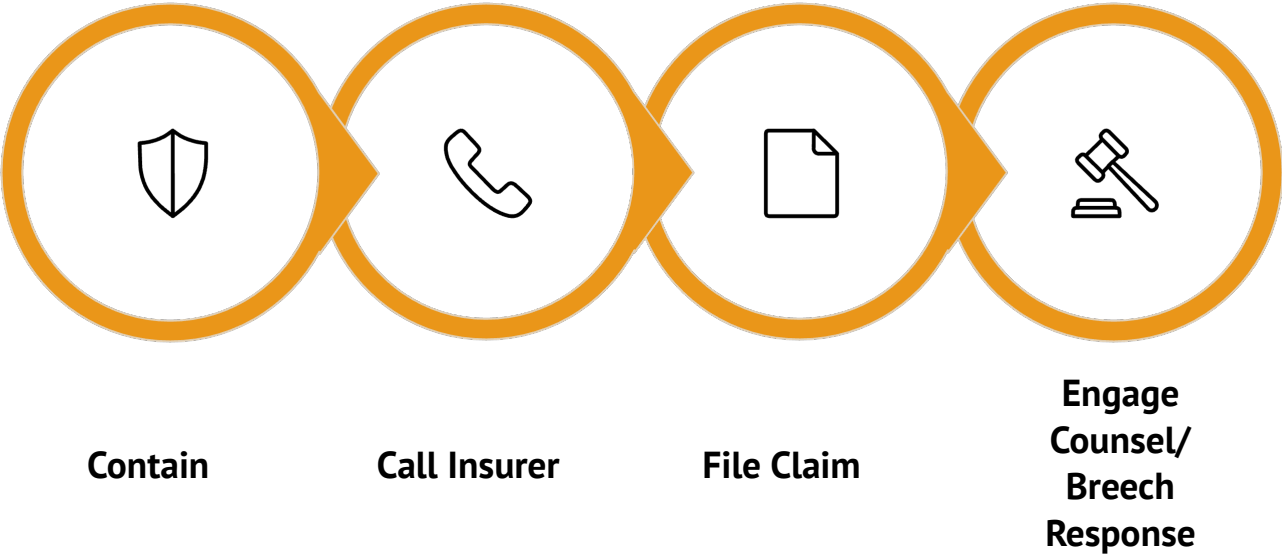 Contain
Call Insurer
File Claim
Engage
Counsel/
Breech
Response